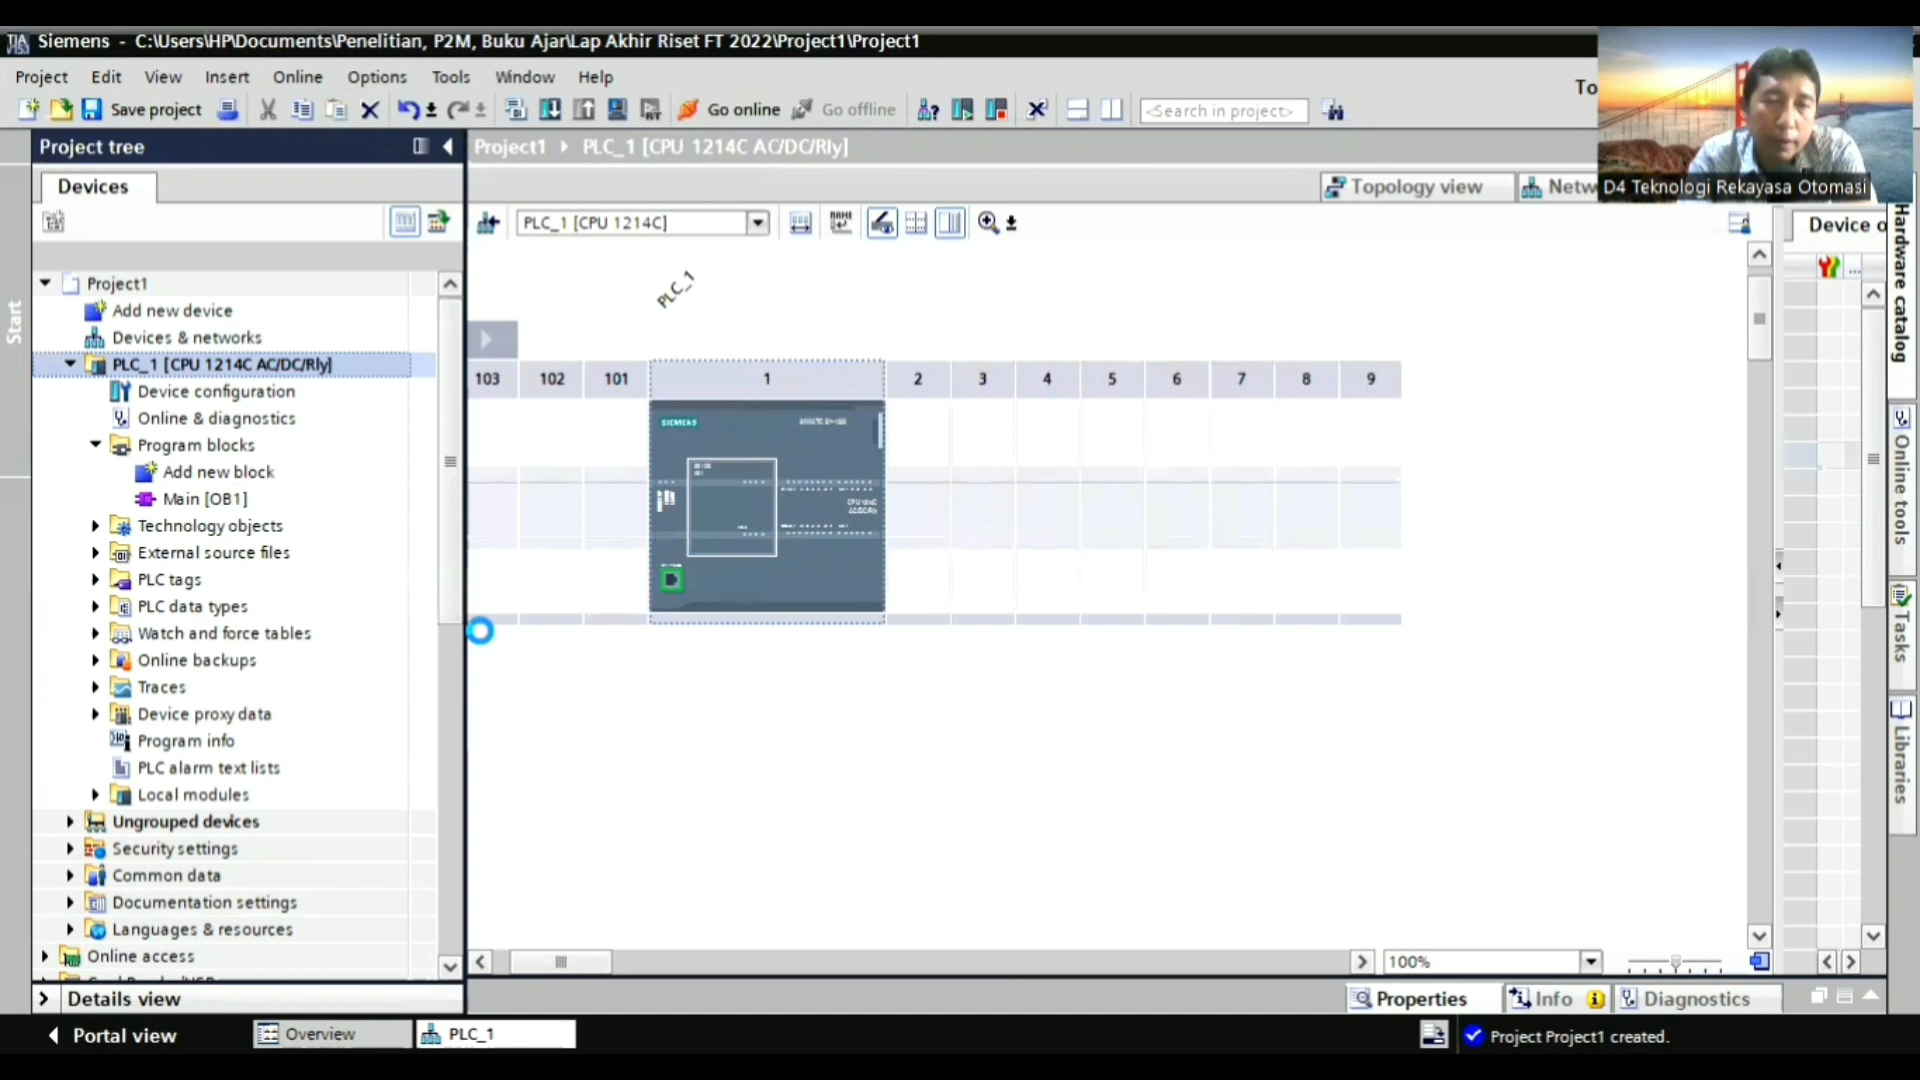 Siemens - C:\Users\HP\Documents\Penelitian, P2M, Buku Ajar\Lap Akhir Riset FT 2022\Project1\Project1
Project Edit View Insert Online Options Tools Window Help
Save project
Go online
Go offline
<Search in project>
D4 Teknologi Rekayasa Otomasi
Project tree
Project1 PLC_1 [CPU 1214C AC/DC/Rly]
Devices
Topology view
PLC_1 [CPU 1214C]
Start
Project1
Add new device
Devices & networks
PLC_1 [CPU 1214C AC/DC/Rly]
Device configuration
Online & diagnostics
Program blocks
Add new block
Main [OB1]
Technology objects
External source files
PLC tags
PLC data types
Watch and force tables
Online backups
Traces
Device proxy data
Program info
PLC alarm text lists
Local modules
Ungrouped devices
Security settings
Common data
Documentation settings
Languages & resources
Online access
Details view
PLC_1
103 102 101 1 2 3 4 5 6 7 8 9
SIEMENS
100%
Hardware catalog
Online tools
Tasks
Libraries
Properties
Info
Diagnostics
Portal view
Overview
PLC_1
Project Project1 created.